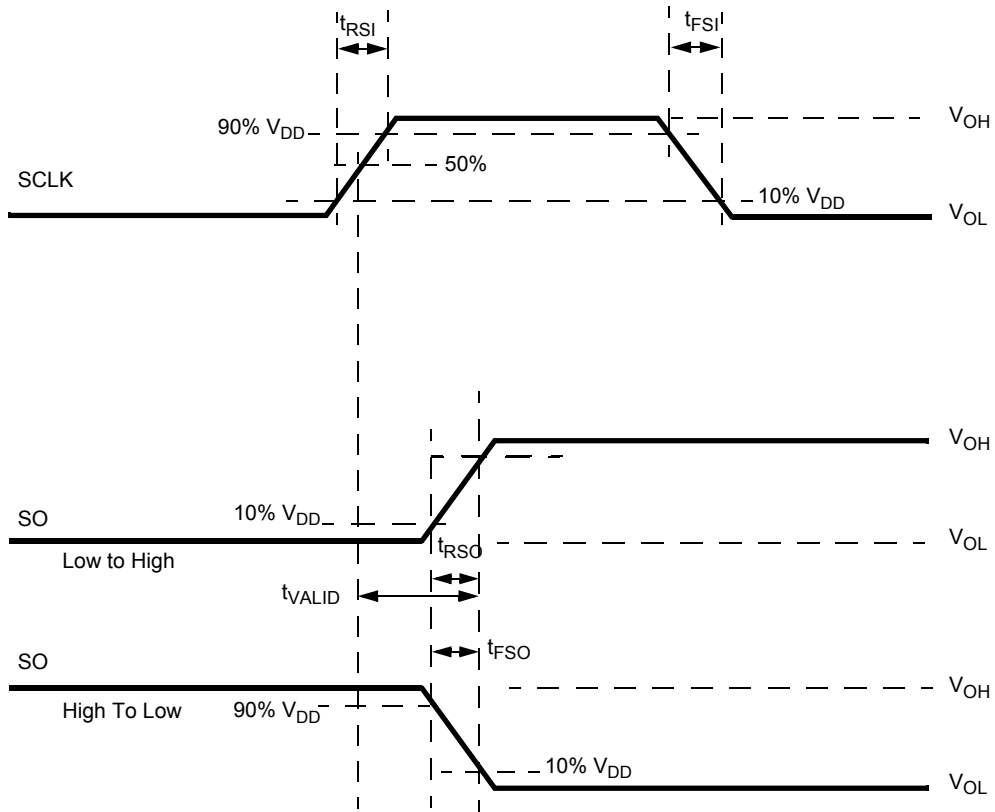 tRSI
tFSI
90% VDD
VOH
50%
SCLK
10% VDD
VOL
VOH
SO
10% VDD
VOL
Low to High
tRSO
tVALID
tFSO
SO
VOH
High To Low
90% VDD
10% VDD
VOL